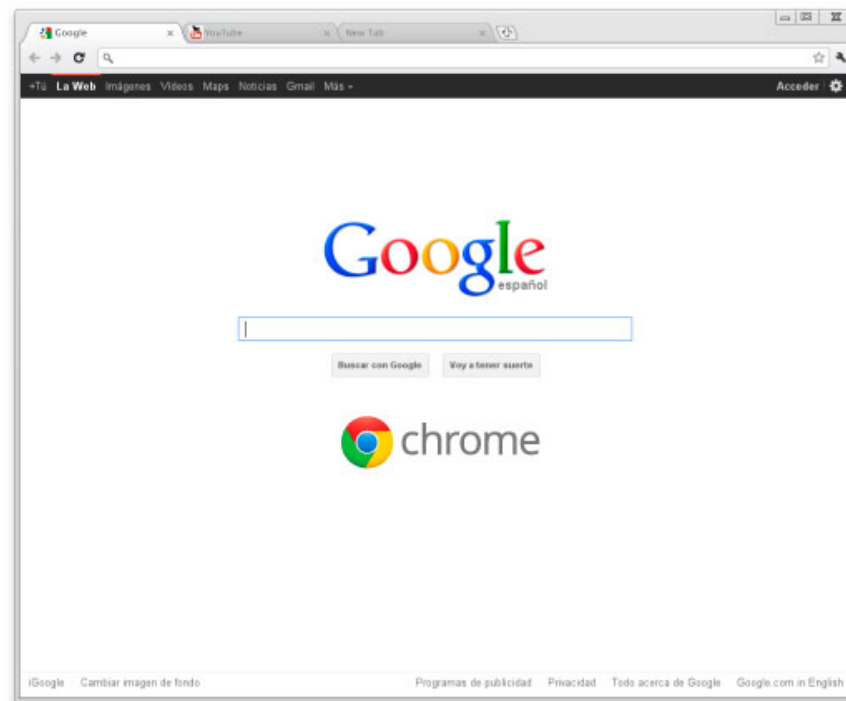 Google YouTube New Tab
+Tú La Web Imágenes Vídeos Maps Noticias Gmail Más Acceder
Google
español
Buscar con Google Voy a tener suerte
chrome
iGoogle Cambiar imagen de fondo Programas de publicidad Privacidad Todo acerca de Google Google.com in English